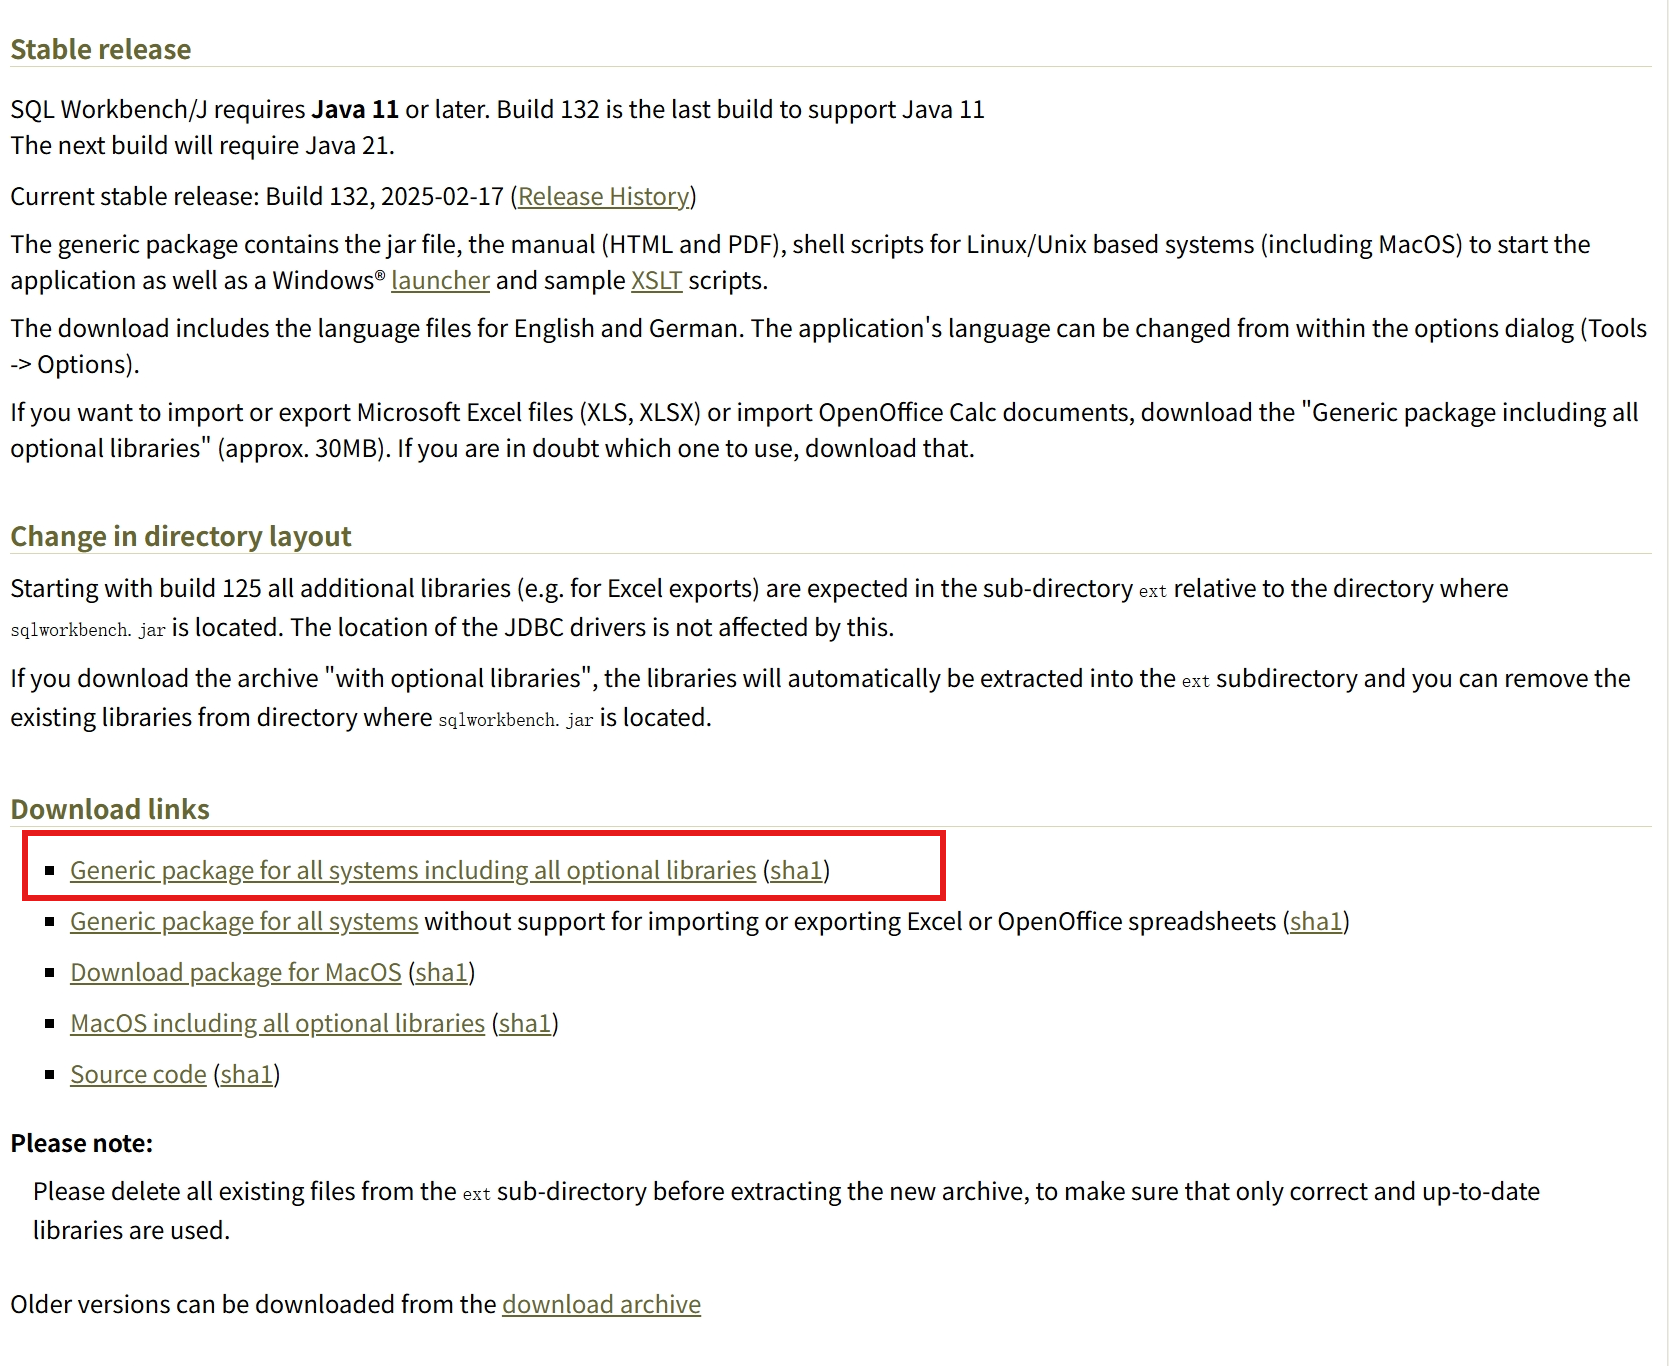 Stable release
SQL Workbench/J requires Java 11 or later. Build 132 is the last build to support Java 11
The next build will require Java 21.
Current stable release: Build 132, 2025-02-17 (Release History)
The generic package contains the jar file, the manual (HTML and PDF), shell scripts for Linux/Unix based systems (including MacOS) to start the
application as well as a Windows® launcher and sample XSLT scripts.
The download includes the language files for English and German. The application's language can be changed from within the options dialog (Tools
-> Options).
If you want to import or export Microsoft Excel files (XLS, XLSX) or import OpenOffice Calc documents, download the "Generic package including all
optional libraries" (approx. 30MB). If you are in doubt which one to use, download that.
Change in directory layout
Starting with build 125 all additional libraries (e.g. for Excel exports) are expected in the sub-directory ext relative to the directory where
sqlworkbench.jar is located. The location of the JDBC drivers is not affected by this.
If you download the archive "with optional libraries", the libraries will automatically be extracted into the ext subdirectory and you can remove the
existing libraries from directory where sqlworkbench.jar is located.
Download links
▪ Generic package for all systems including all optional libraries (sha1)
▪ Generic package for all systems without support for importing or exporting Excel or OpenOffice spreadsheets (sha1)
▪ Download package for MacOS (sha1)
▪ MacOS including all optional libraries (sha1)
▪ Source code (sha1)
Please note:
Please delete all existing files from the ext sub-directory before extracting the new archive, to make sure that only correct and up-to-date
libraries are used.
Older versions can be downloaded from the download archive